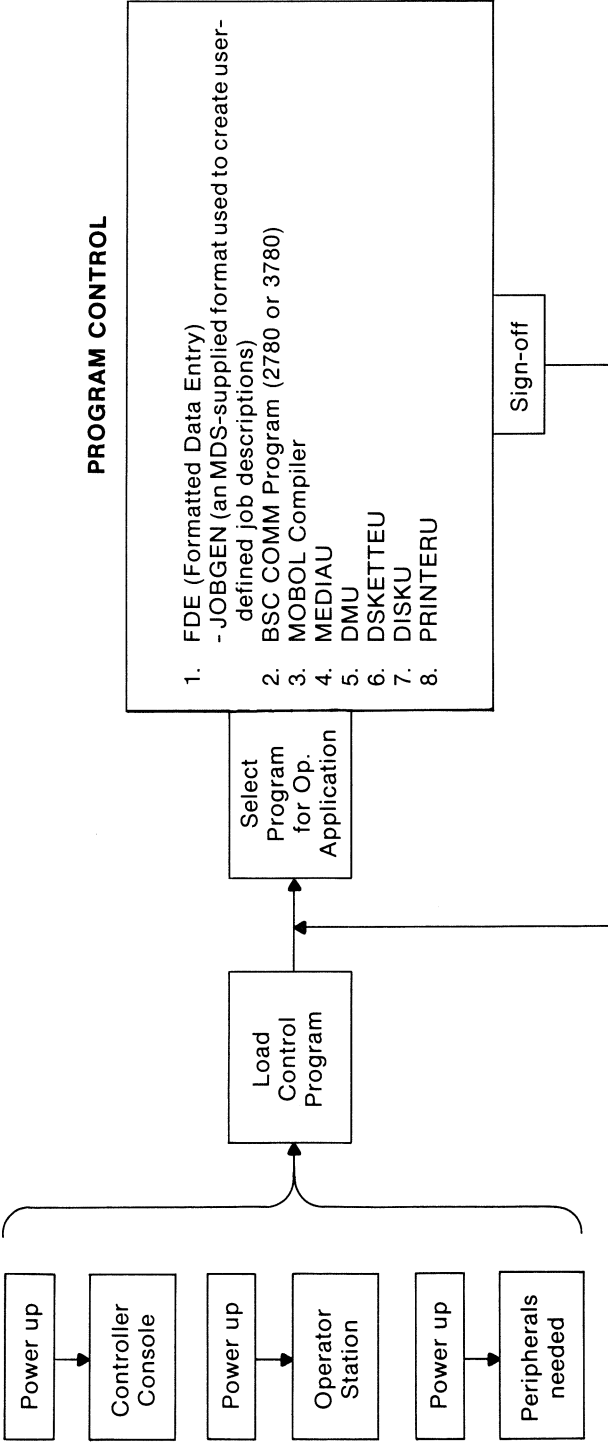 Power up
Controller
Console
Power up
Operator
Station
Power up
Peripherals
needed
Load
Control
Program
Select
Program
for Op.
Application
PROGRAM CONTROL
1. FDE (Formatted Data Entry)
- JOBGEN (an MDS-supplied format used to create user-
defined job descriptions)
2. BSC COMM Program (2780 or 3780)
3. MOBOL Compiler
4. MEDIAU
5. DMU
6. DSKETTEU
7. DISKU
8. PRINTERU
Sign-off